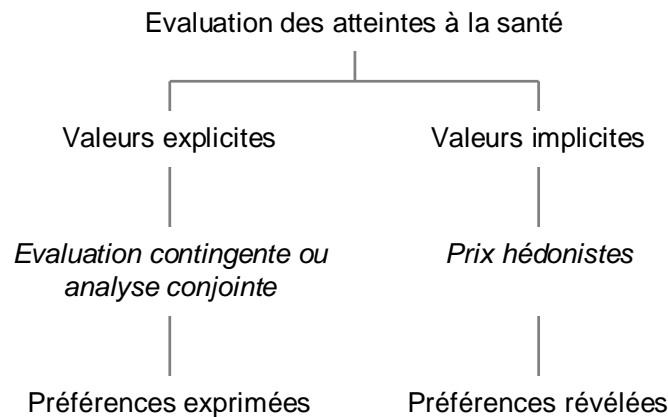 Evaluation des atteintes à la santé
Valeurs explicites
Valeurs implicites
Evaluation contingente ou
analyse conjointe
Prix hédonistes
Préférences exprimées
Préférences révélées